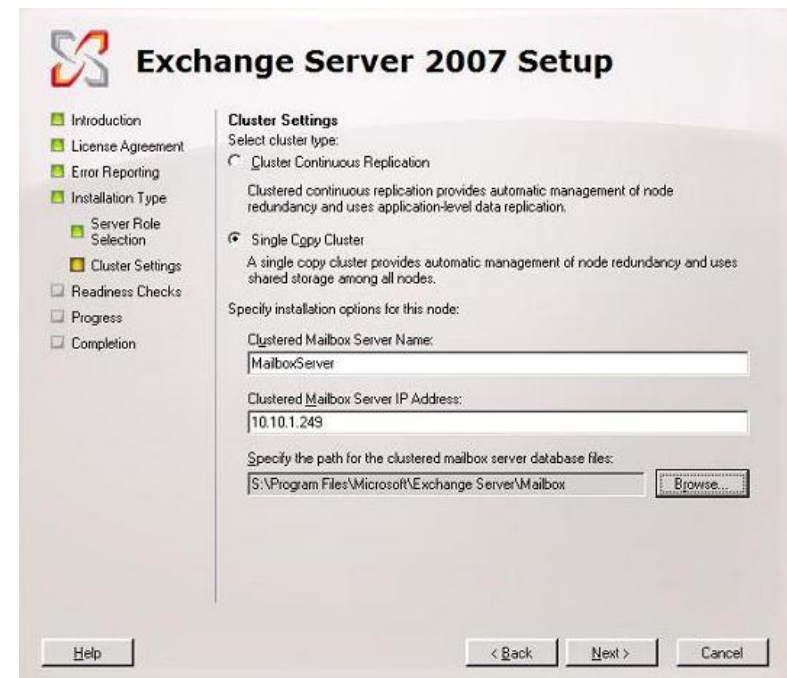 Exchange Server 2007 Setup
Introduction
License Agreement
Error Reporting
Installation Type
Server Role
Selection
Cluster Settings
Readiness Checks
Progress
Completion
Cluster Settings
Select cluster type:
Cluster Continuous Replication
Clustered continuous replication provides automatic management of node
redundancy and uses application-level data replication.
Single Copy Cluster
A single copy cluster provides automatic management of node redundancy and uses
shared storage among all nodes.
Specify installation options for this node:
Clustered Mailbox Server Name:
MailboxServer
Clustered Mailbox Server IP Address:
10.10.1.249
Specify the path for the clustered mailbox server database files:
S:\Program Files\Microsoft\Exchange Server\Mailbox
Browse...
Help
< Back
Next >
Cancel